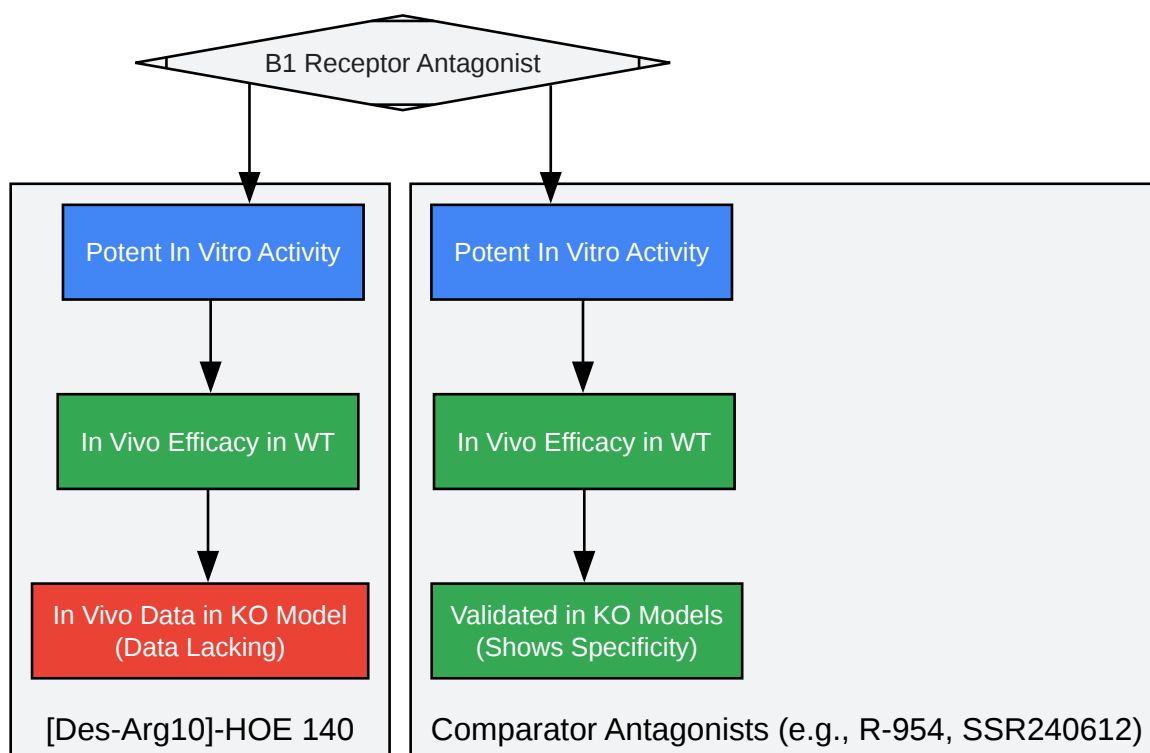 B1 Receptor Antagonist
Potent In Vitro Activity
In Vivo Efficacy in WT
In Vivo Data in KO Model
(Data Lacking)
[Des-Arg10]-HOE 140
Potent In Vitro Activity
In Vivo Efficacy in WT
Validated in KO Models
(Shows Specificity)
Comparator Antagonists (e.g., R-954, SSR240612)